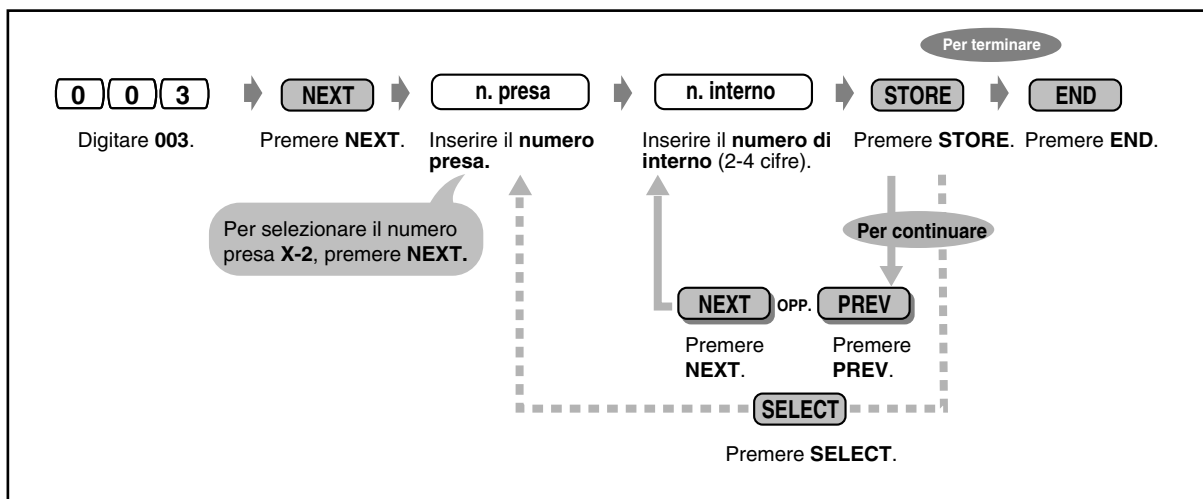 Per terminare
0 0 3
NEXT
n. presa
n. interno
STORE
END
Digitare 003.
Premere NEXT.
Inserire il numero
presa.
Inserire il numero di
interno (2-4 cifre).
Premere STORE.
Premere END.
Per selezionare il numero
presa X-2, premere NEXT.
Per continuare
NEXT OPP. PREV
Premere
NEXT.
Premere
PREV.
SELECT
Premere SELECT.